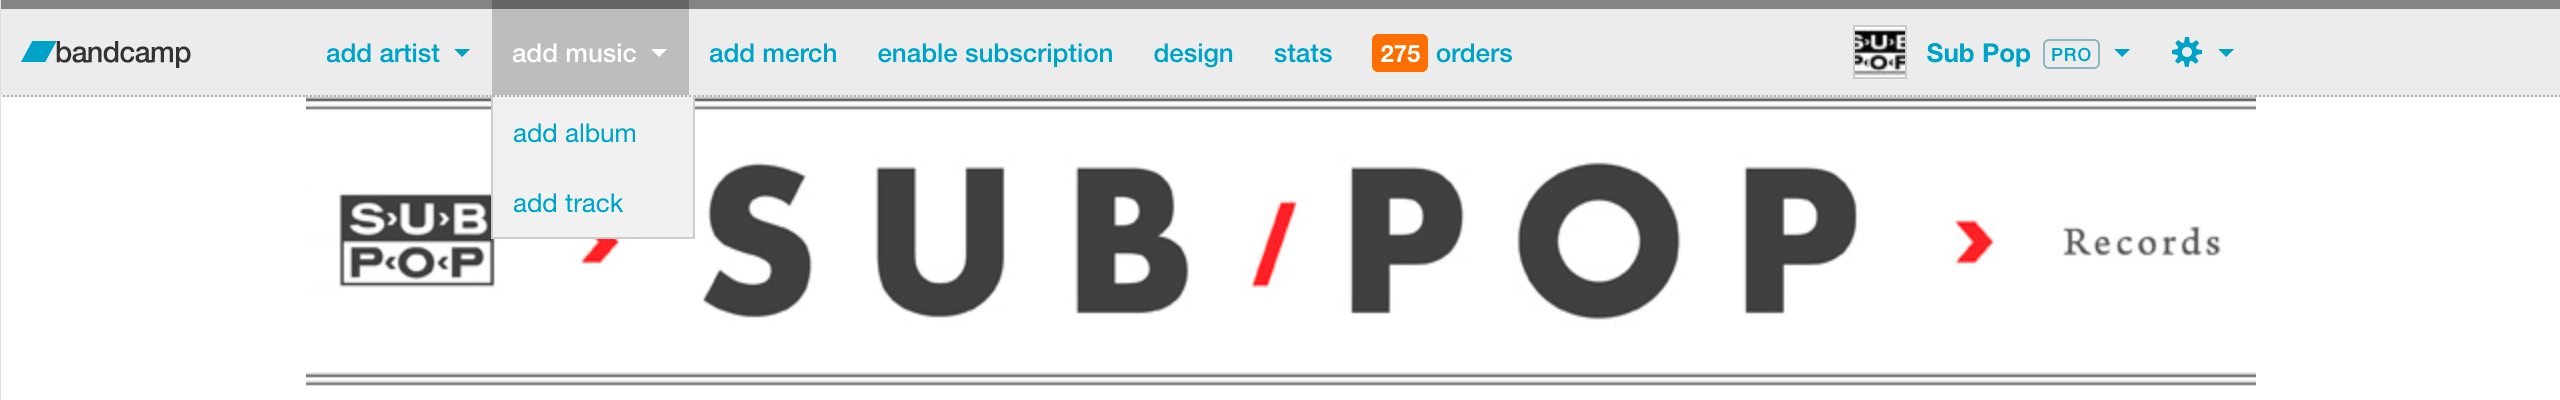 bandcamp add artist add music add merch enable subscription design stats 275 orders S›U›B P‹O‹P Sub Pop PRO
add album
add track
S›U›B
P‹O‹P
SUB/POP
Records